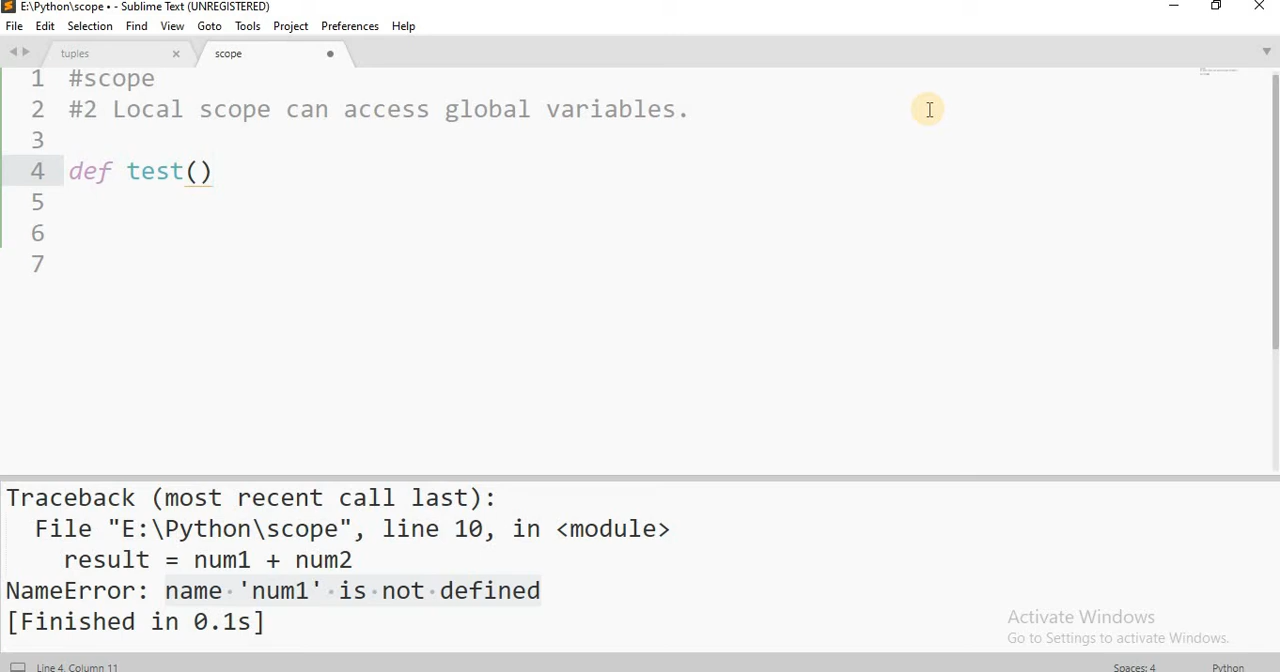 E:\Python\scope • - Sublime Text (UNREGISTERED)
File Edit Selection Find View Goto Tools Project Preferences Help
tuples scope
1 #scope
2 #2 Local scope can access global variables.
3
4 def test()
5
6
7
Traceback (most recent call last):
  File "E:\Python\scope", line 10, in <module>
    result = num1 + num2
NameError: name 'num1' is not defined
[Finished in 0.1s]
Activate Windows
Go to Settings to activate Windows.
Line 4, Column 11 Spaces: 4 Python